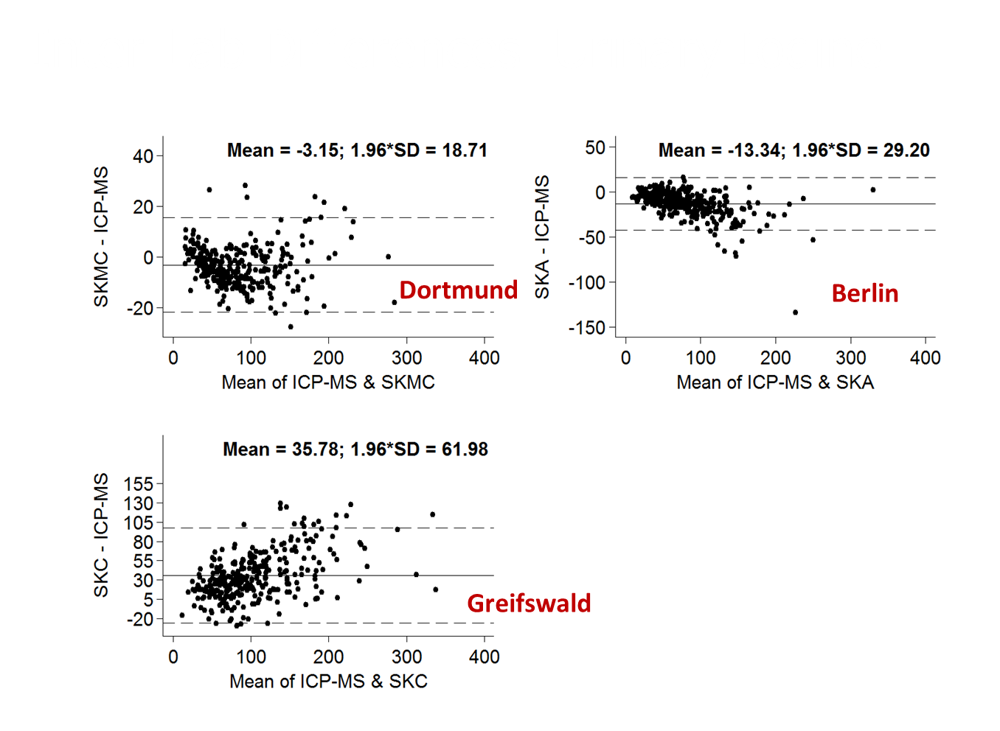 Mean = -3.15; 1.96*SD = 18.71
SKMC - ICP-MS
40
20
0
-20
Dortmund
0 100 200 300 400
Mean of ICP-MS & SKMC
Mean = -13.34; 1.96*SD = 29.20
SKA - ICP-MS
50
0
-50
-100
-150
Berlin
0 100 200 300 400
Mean of ICP-MS & SKA
Mean = 35.78; 1.96*SD = 61.98
SKC - ICP-MS
155
130
105
80
55
30
5
-20
Greifswald
0 100 200 300 400
Mean of ICP-MS & SKC